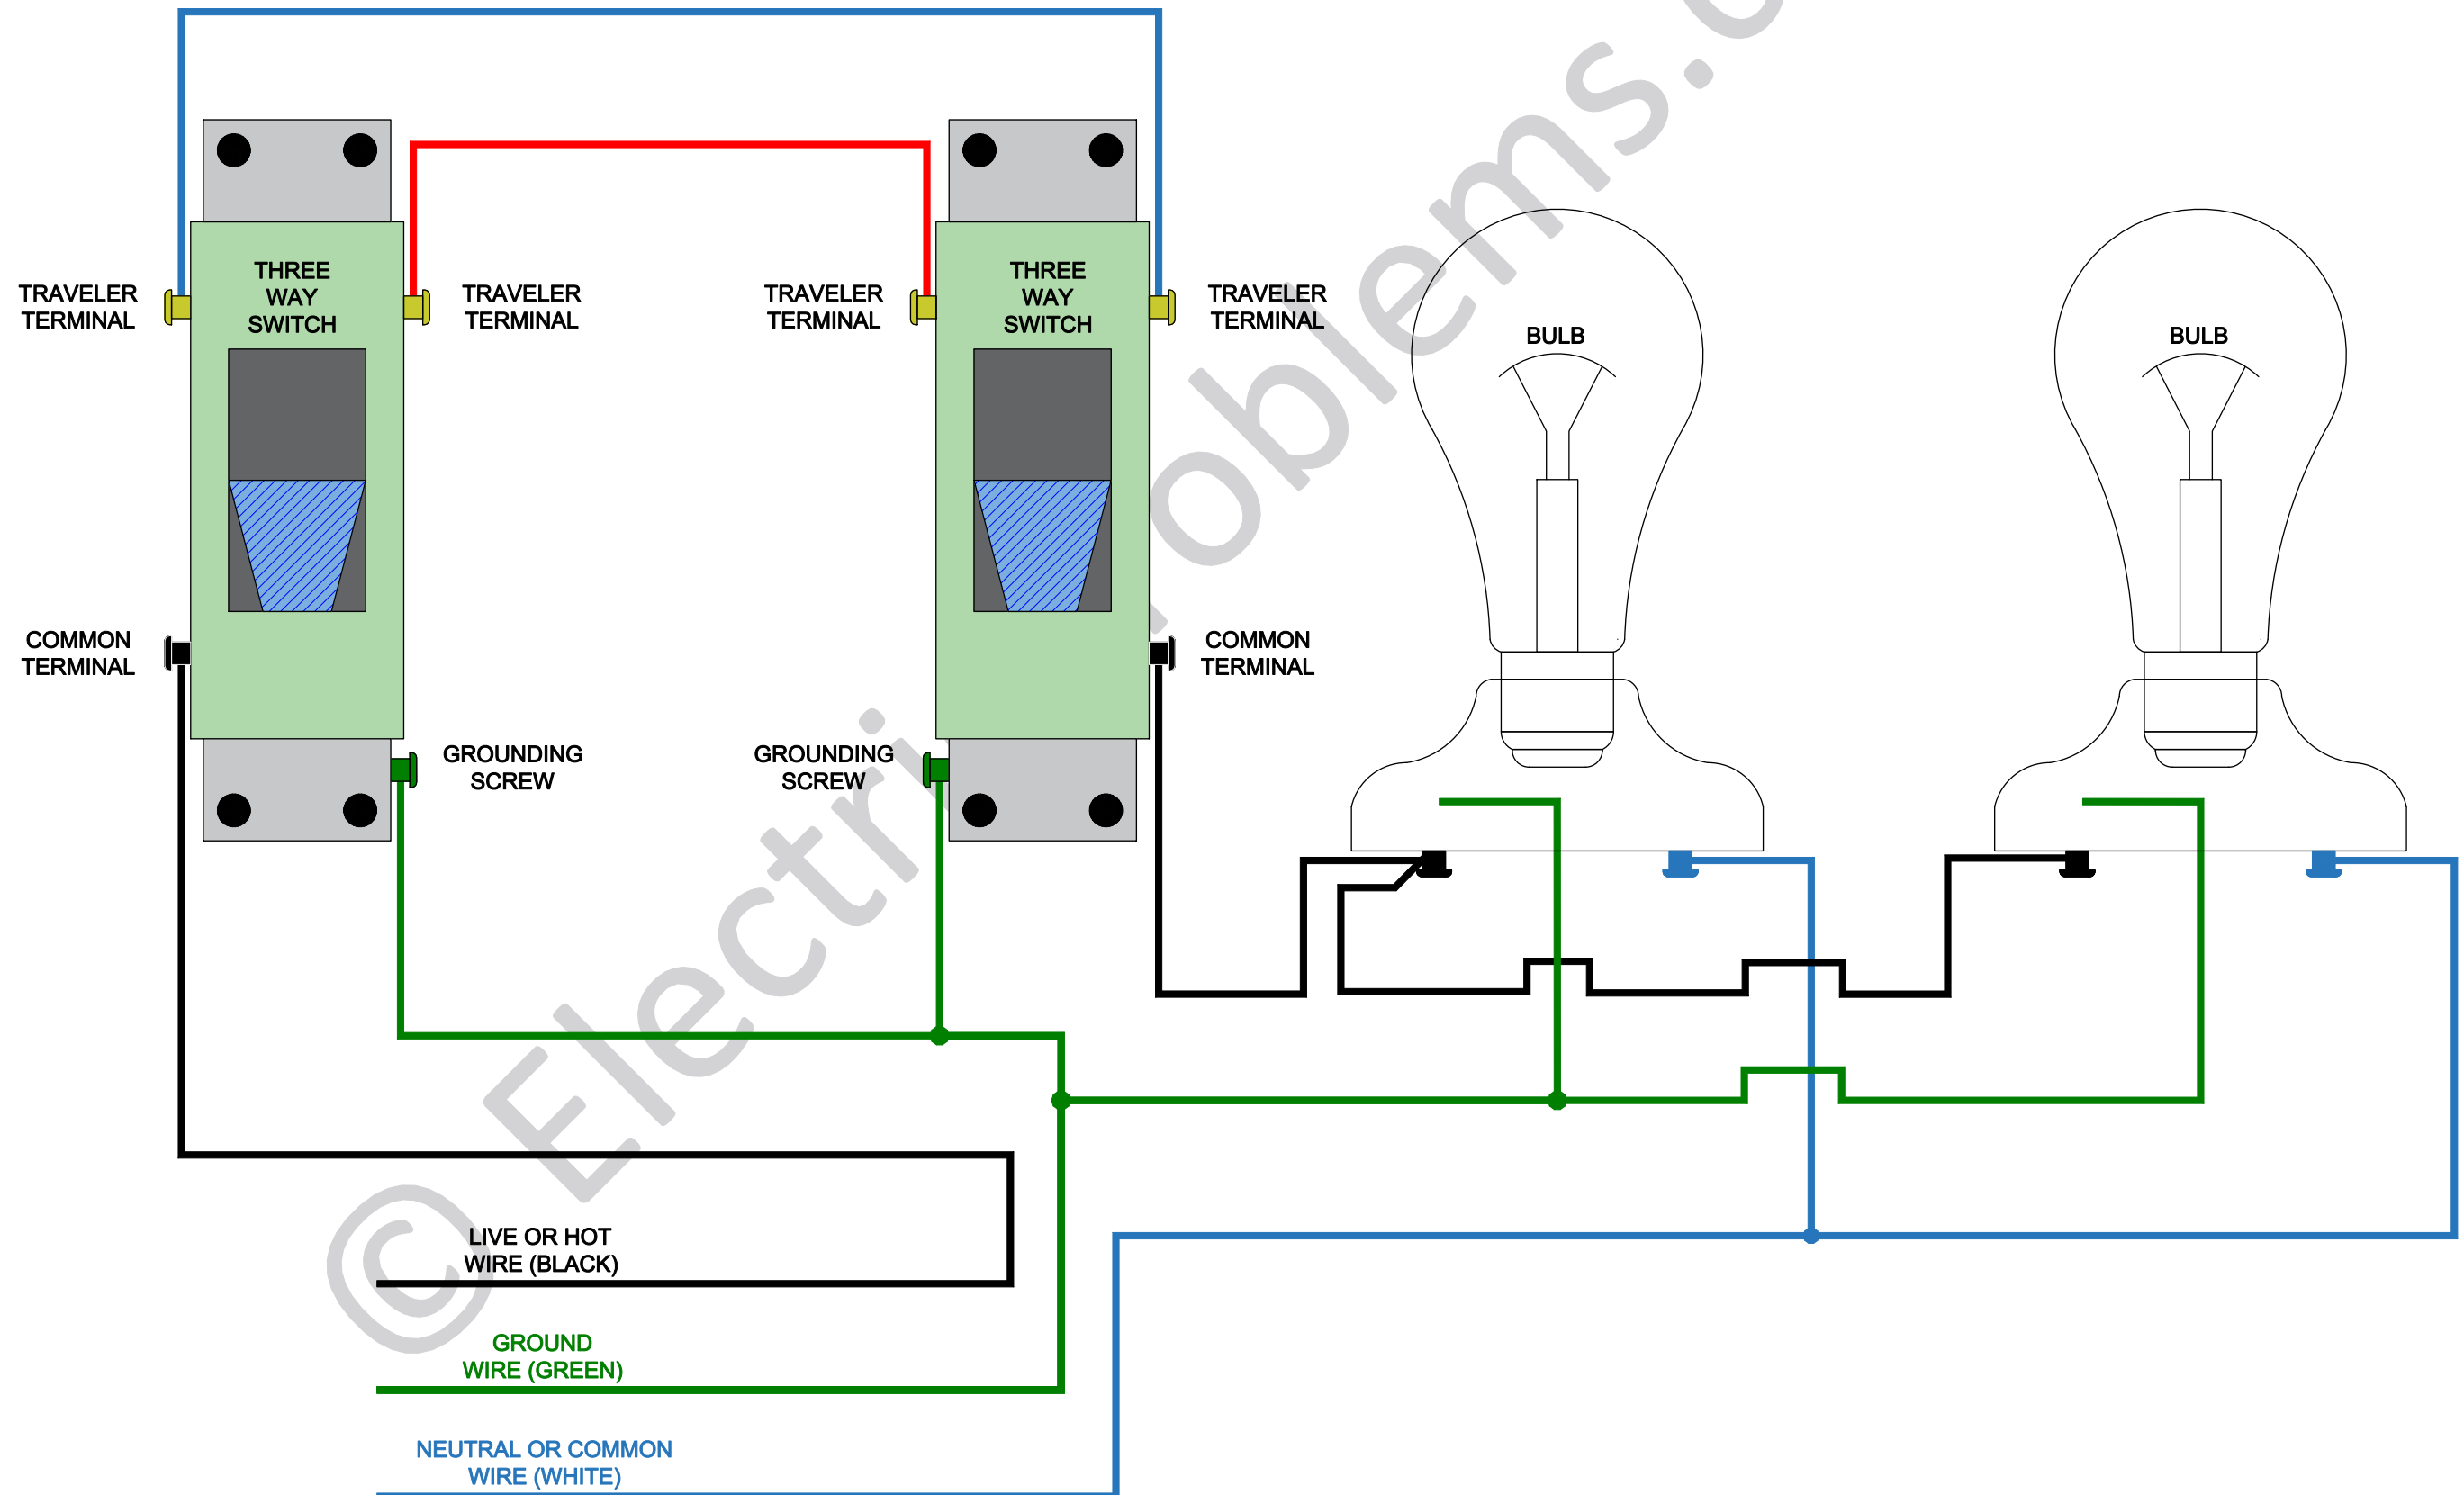 THREE
WAY
SWITCH
THREE
WAY
SWITCH
TRAVELER
TERMINAL
TRAVELER
TERMINAL
TRAVELER
TERMINAL
TRAVELER
TERMINAL
BULB
BULB
COMMON
TERMINAL
COMMON
TERMINAL
GROUNDING
SCREW
GROUNDING
SCREW
LIVE OR HOT
WIRE (BLACK)
GROUND
WIRE (GREEN)
NEUTRAL OR COMMON
WIRE (WHITE)